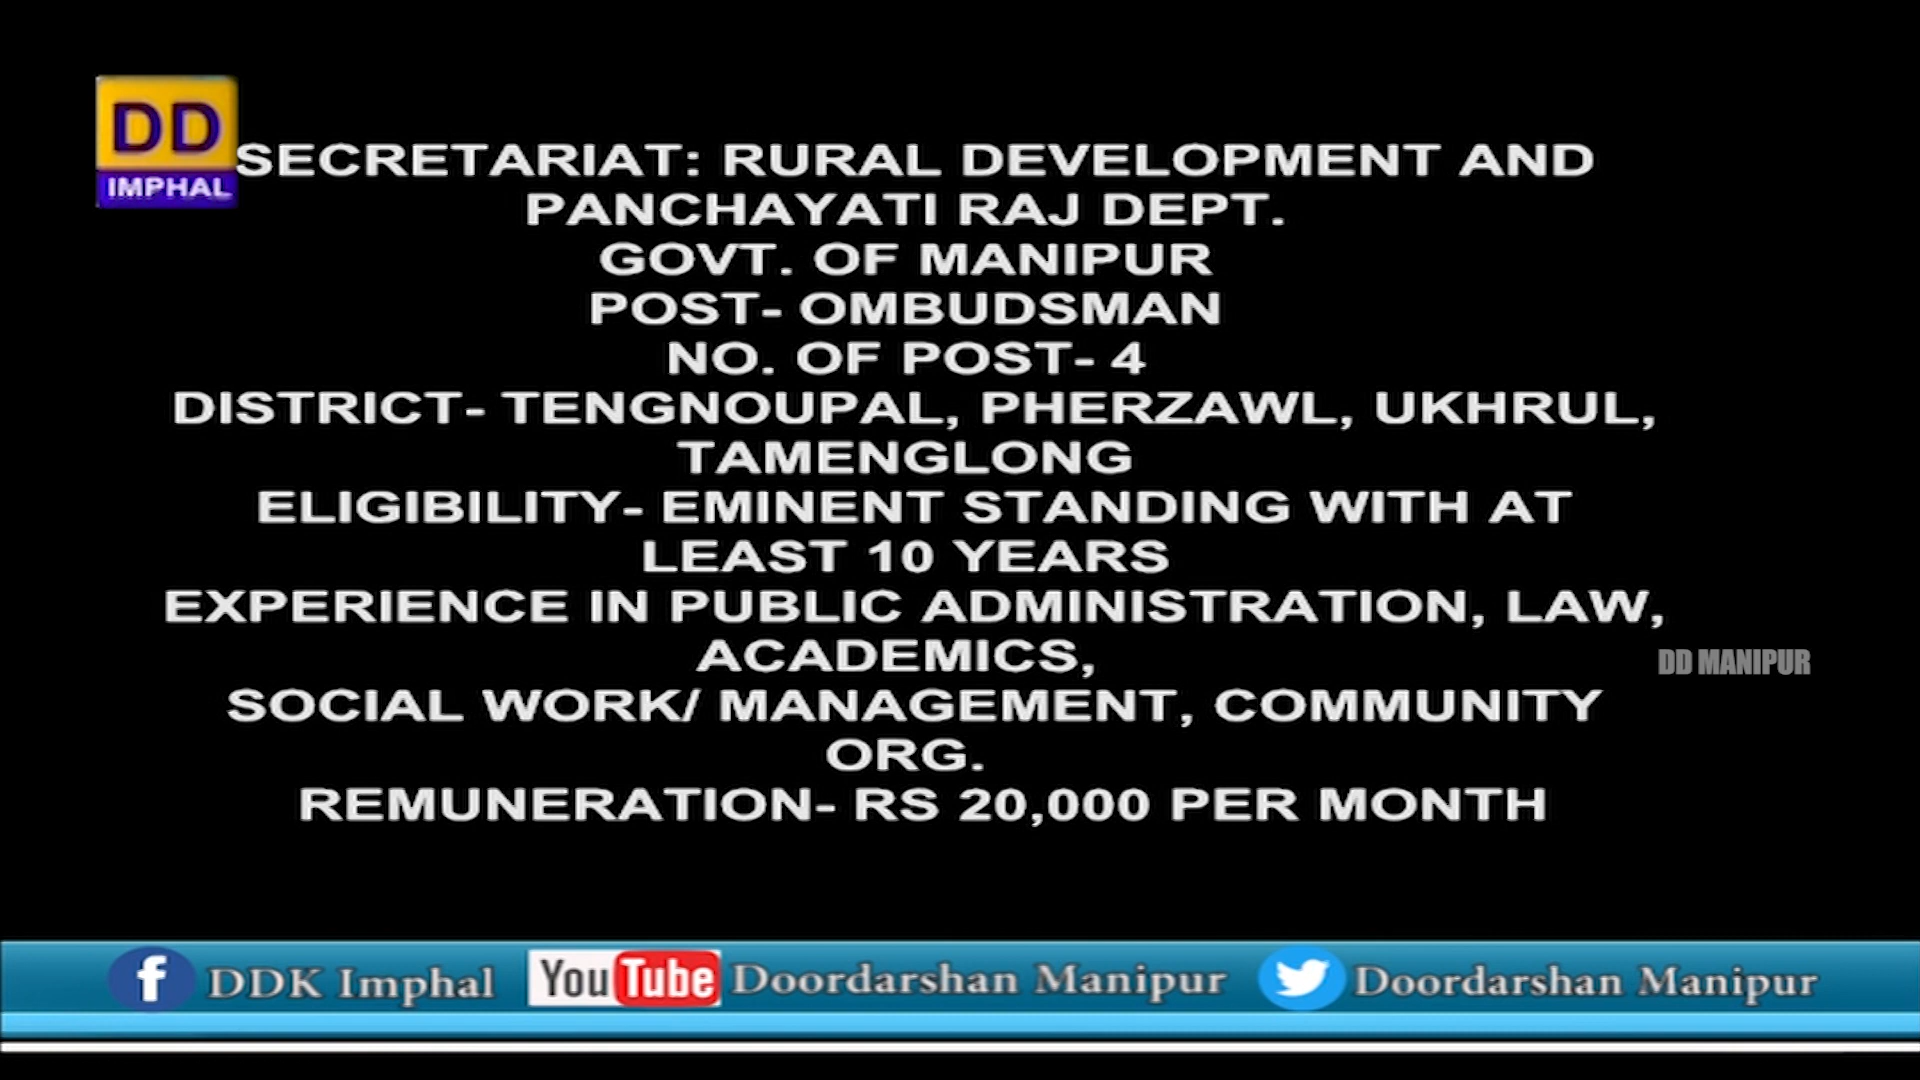 DD
IMPHAL
SECRETARIAT: RURAL DEVELOPMENT AND
PANCHAYATI RAJ DEPT.
GOVT. OF MANIPUR
POST- OMBUDSMAN
NO. OF POST- 4
DISTRICT- TENGNOUPAL, PHERZAWL, UKHRUL,
TAMENGLONG
ELIGIBILITY- EMINENT STANDING WITH AT
LEAST 10 YEARS
EXPERIENCE IN PUBLIC ADMINISTRATION, LAW,
ACADEMICS,
DD MANIPUR
SOCIAL WORK/ MANAGEMENT, COMMUNITY
ORG.
REMUNERATION- RS 20,000 PER MONTH
f DDK Imphal YouTube Doordarshan Manipur Doordarshan Manipur